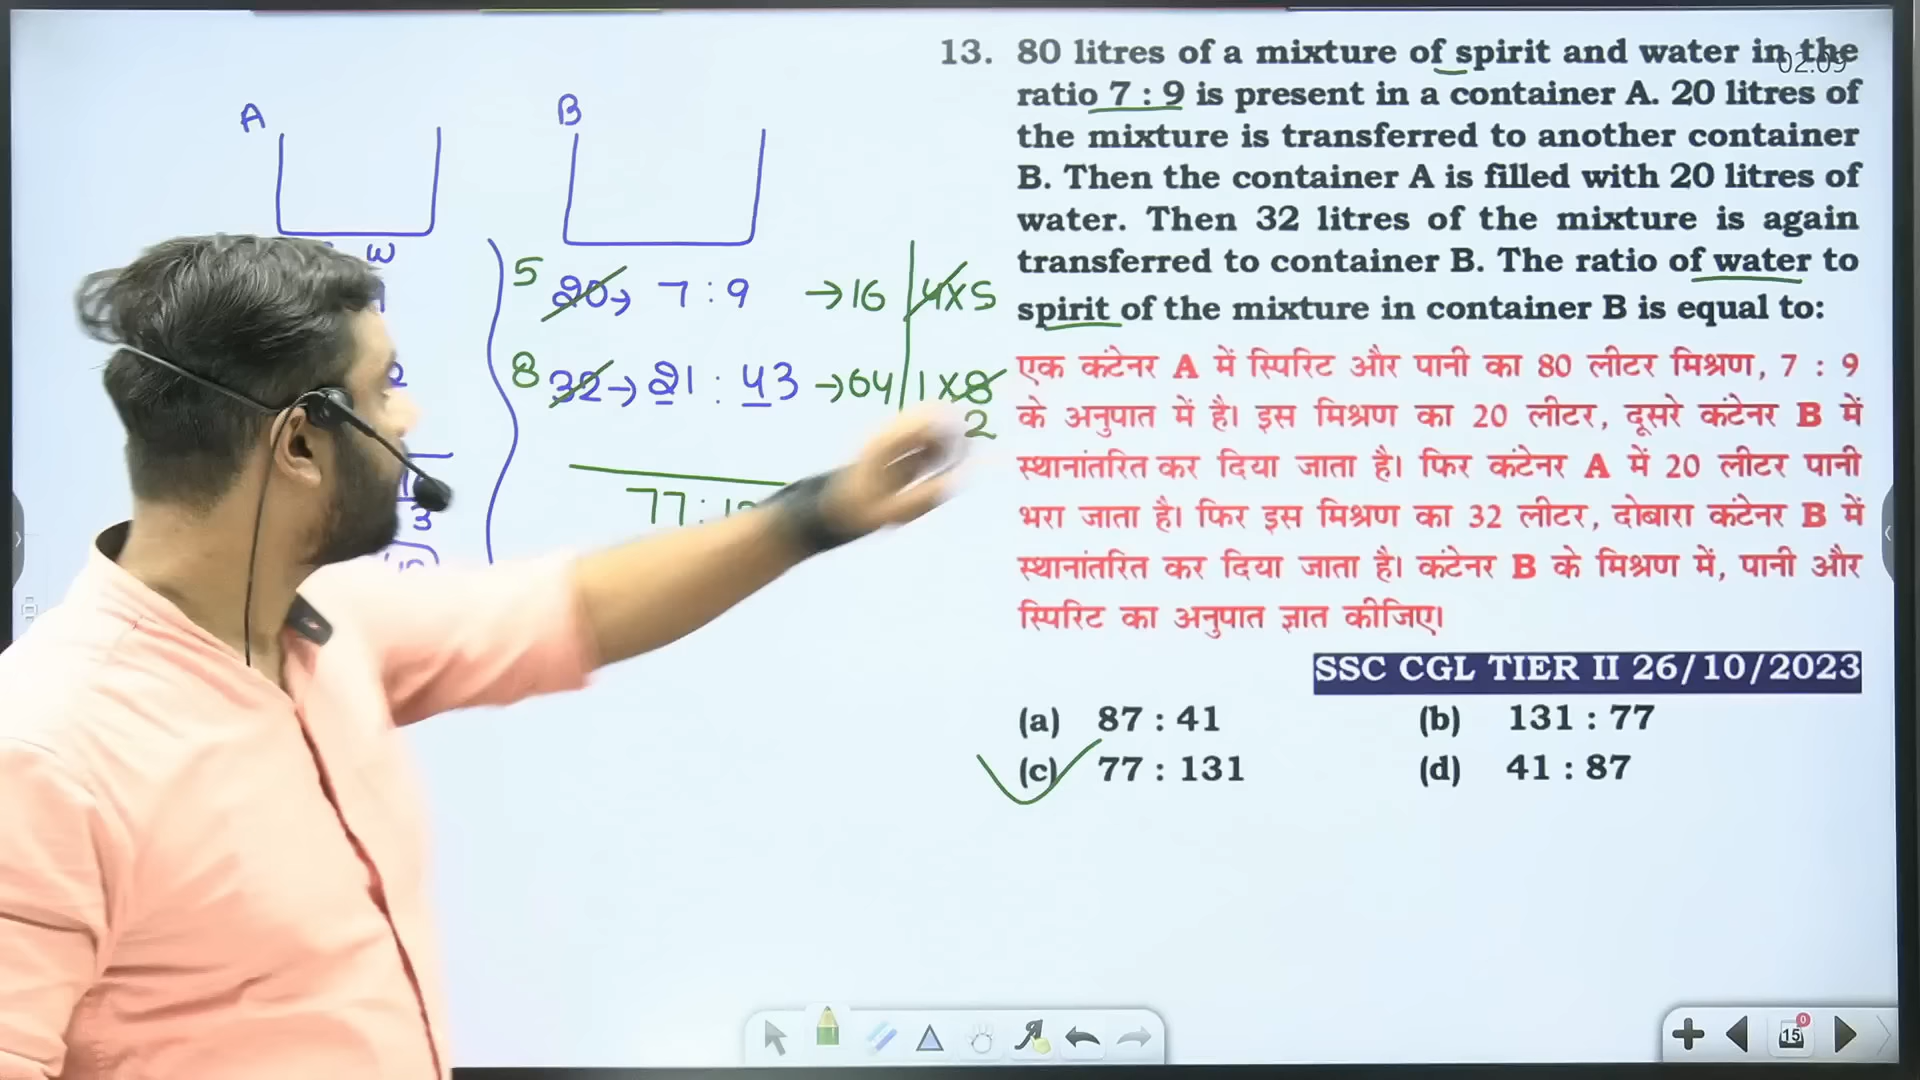 02:09
13. 80 litres of a mixture of spirit and water in the
ratio 7 : 9 is present in a container A. 20 litres of
the mixture is transferred to another container
B. Then the container A is filled with 20 litres of
water. Then 32 litres of the mixture is again
transferred to container B. The ratio of water to
spirit of the mixture in container B is equal to:
एक कंटेनर A में स्पिरिट और पानी का 80 लीटर मिश्रण, 7 : 9
के अनुपात में है। इस मिश्रण का 20 लीटर, दूसरे कंटेनर B में
स्थानांतरित कर दिया जाता है। फिर कंटेनर A में 20 लीटर पानी
भरा जाता है। फिर इस मिश्रण का 32 लीटर, दोबारा कंटेनर B में
स्थानांतरित कर दिया जाता है। कंटेनर B के मिश्रण में, पानी और
स्पिरिट का अनुपात ज्ञात कीजिए।
SSC CGL TIER II 26/10/2023
(a) 87 : 41 (b) 131 : 77
(c) 77 : 131 (d) 41 : 87
A B
W
5 20→ 7 : 9 →16 4×5
8 32→ 21 : 43 →64 1×8
2
77 :
3
15
0